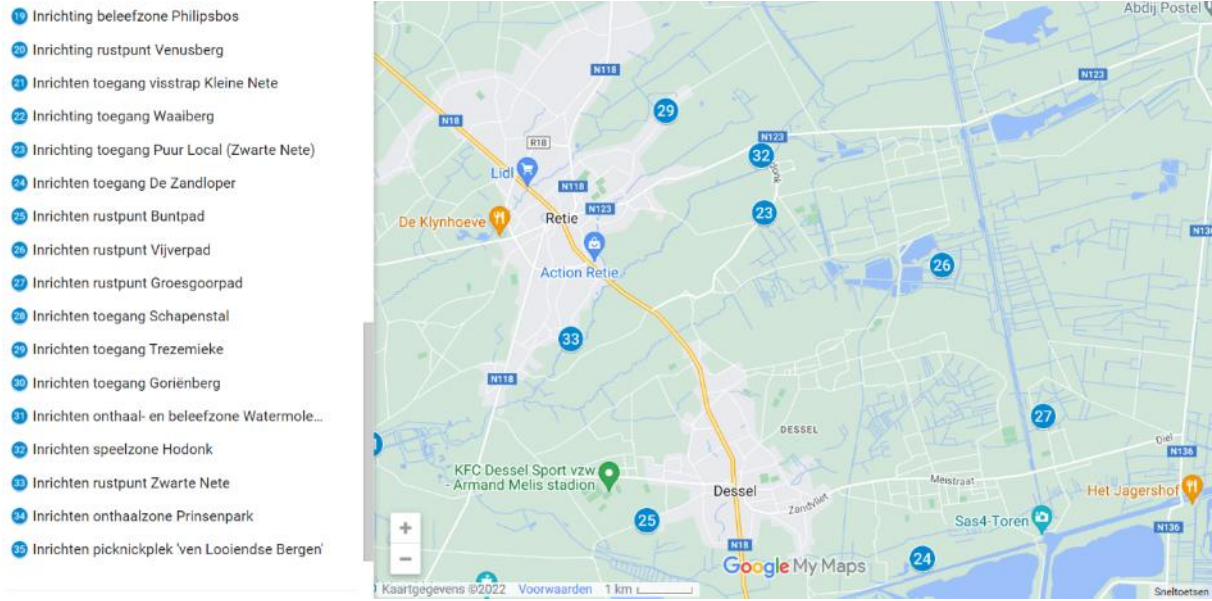 19 Inrichting beleefzone Philipsbos
20 Inrichting rustpunt Venusberg
21 Inrichten toegang visstrap Kleine Nete
22 Inrichting toegang Waaiberg
23 Inrichting toegang Puur Local (Zwarte Nete)
24 Inrichten toegang De Zandloper
25 Inrichten rustpunt Buntpad
26 Inrichten rustpunt Vijverpad
27 Inrichten rustpunt Groesgoorpad
28 Inrichten toegang Schapenstal
29 Inrichten toegang Trezemieke
30 Inrichten toegang Goriënberg
31 Inrichten onthaal- en beleefzone Watermole...
32 Inrichten speelzone Hodonk
33 Inrichten rustpunt Zwarte Nete
34 Inrichten onthaalzone Prinsenpark
35 Inrichten picknickplek 'ven Looiendse Bergen'
Abdij Postel
N118
N123
29
N18
R18
N123
32
Lidl
N118
N123
23
De Klynhoeve
Retie
N136
Action Retie
26
33
N118
27
DESSEL
Diel
N136
KFC Dessel Sport vzw
- Armand Melis stadion
Meistraat
Het Jagershof
Dessel
Zandvliet
25
Sas4-Toren
N136
+
N18
24
−
Google My Maps
Kaartgegevens ©2022 Voorwaarden 1 km
Sneltoetsen